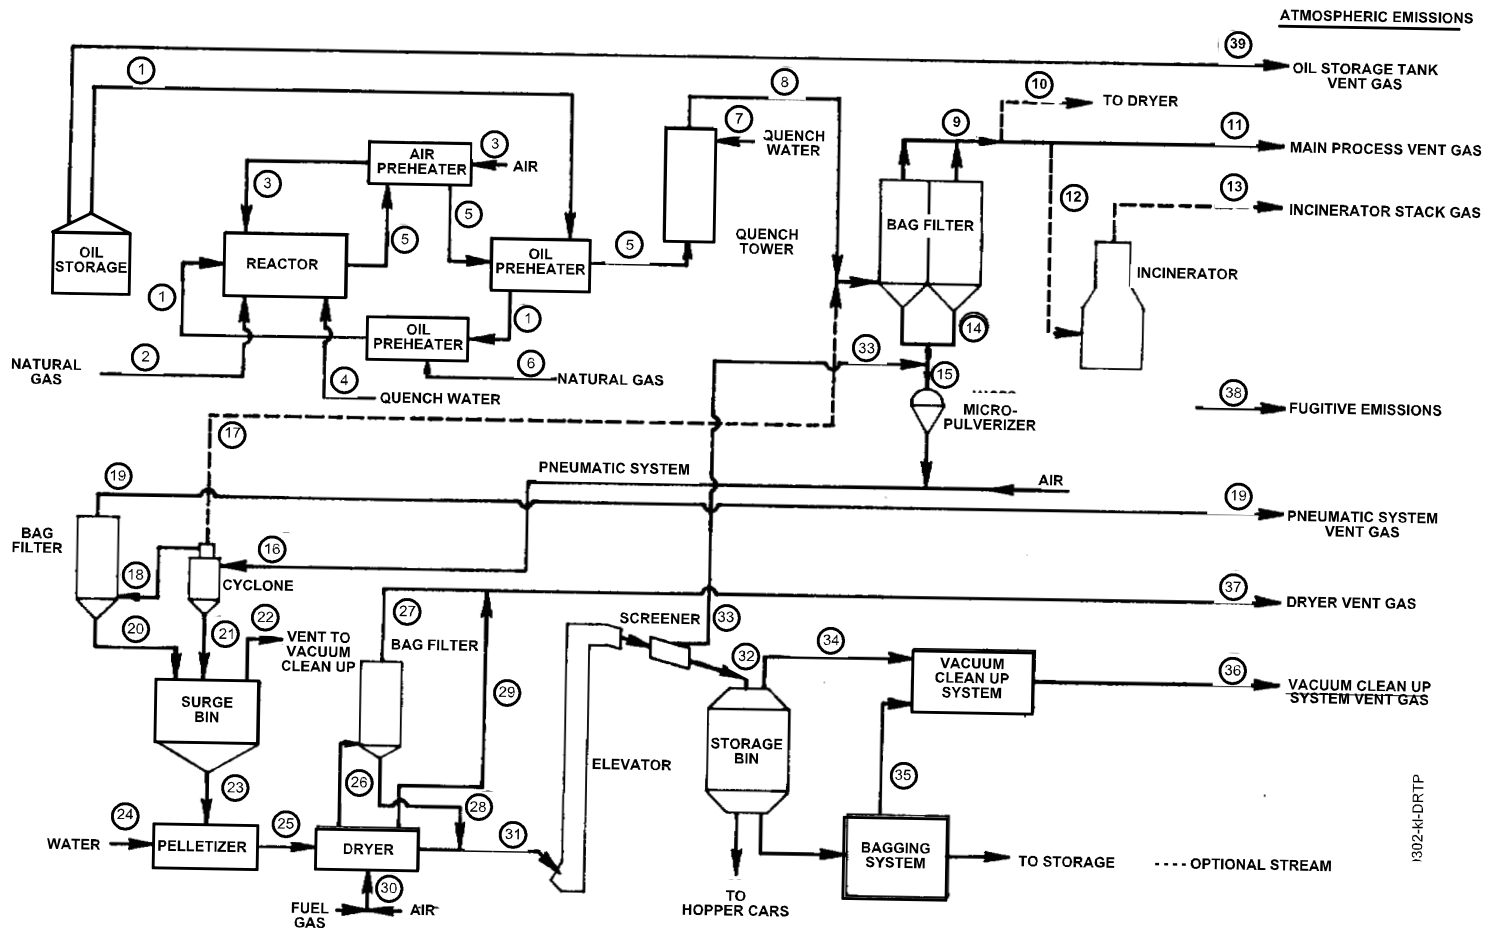 ATMOSPHERIC EMISSIONS
39
OIL STORAGE TANK
VENT GAS
1
8
10
TO DRYER
7
QUENCH
WATER
9
11
MAIN PROCESS VENT GAS
3
AIR
AIR
PREHEATER
3
5
5
12
13
INCINERATOR STACK GAS
OIL
STORAGE
REACTOR
OIL
PREHEATER
5
QUENCH
TOWER
BAG FILTER
INCINERATOR
1
OIL
PREHEATER
1
14
NATURAL
GAS
2
4
QUENCH WATER
6
NATURAL GAS
33
15
MICRO-
PULVERIZER
38
FUGITIVE EMISSIONS
17
PNEUMATIC SYSTEM
AIR
19
19
PNEUMATIC SYSTEM
VENT GAS
BAG
FILTER
18
16
CYCLONE
20
21
22
VENT TO
VACUUM
CLEAN UP
27
BAG FILTER
SCREENER
33
37
DRYER VENT GAS
SURGE
BIN
29
32
34
VACUUM
CLEAN UP
SYSTEM
36
VACUUM CLEAN UP
SYSTEM VENT GAS
STORAGE
BIN
ELEVATOR
23
26
28
35
24
WATER
PELLETIZER
25
DRYER
31
BAGGING
SYSTEM
TO STORAGE
OPTIONAL STREAM
30
FUEL
GAS
AIR
TO
HOPPER CARS